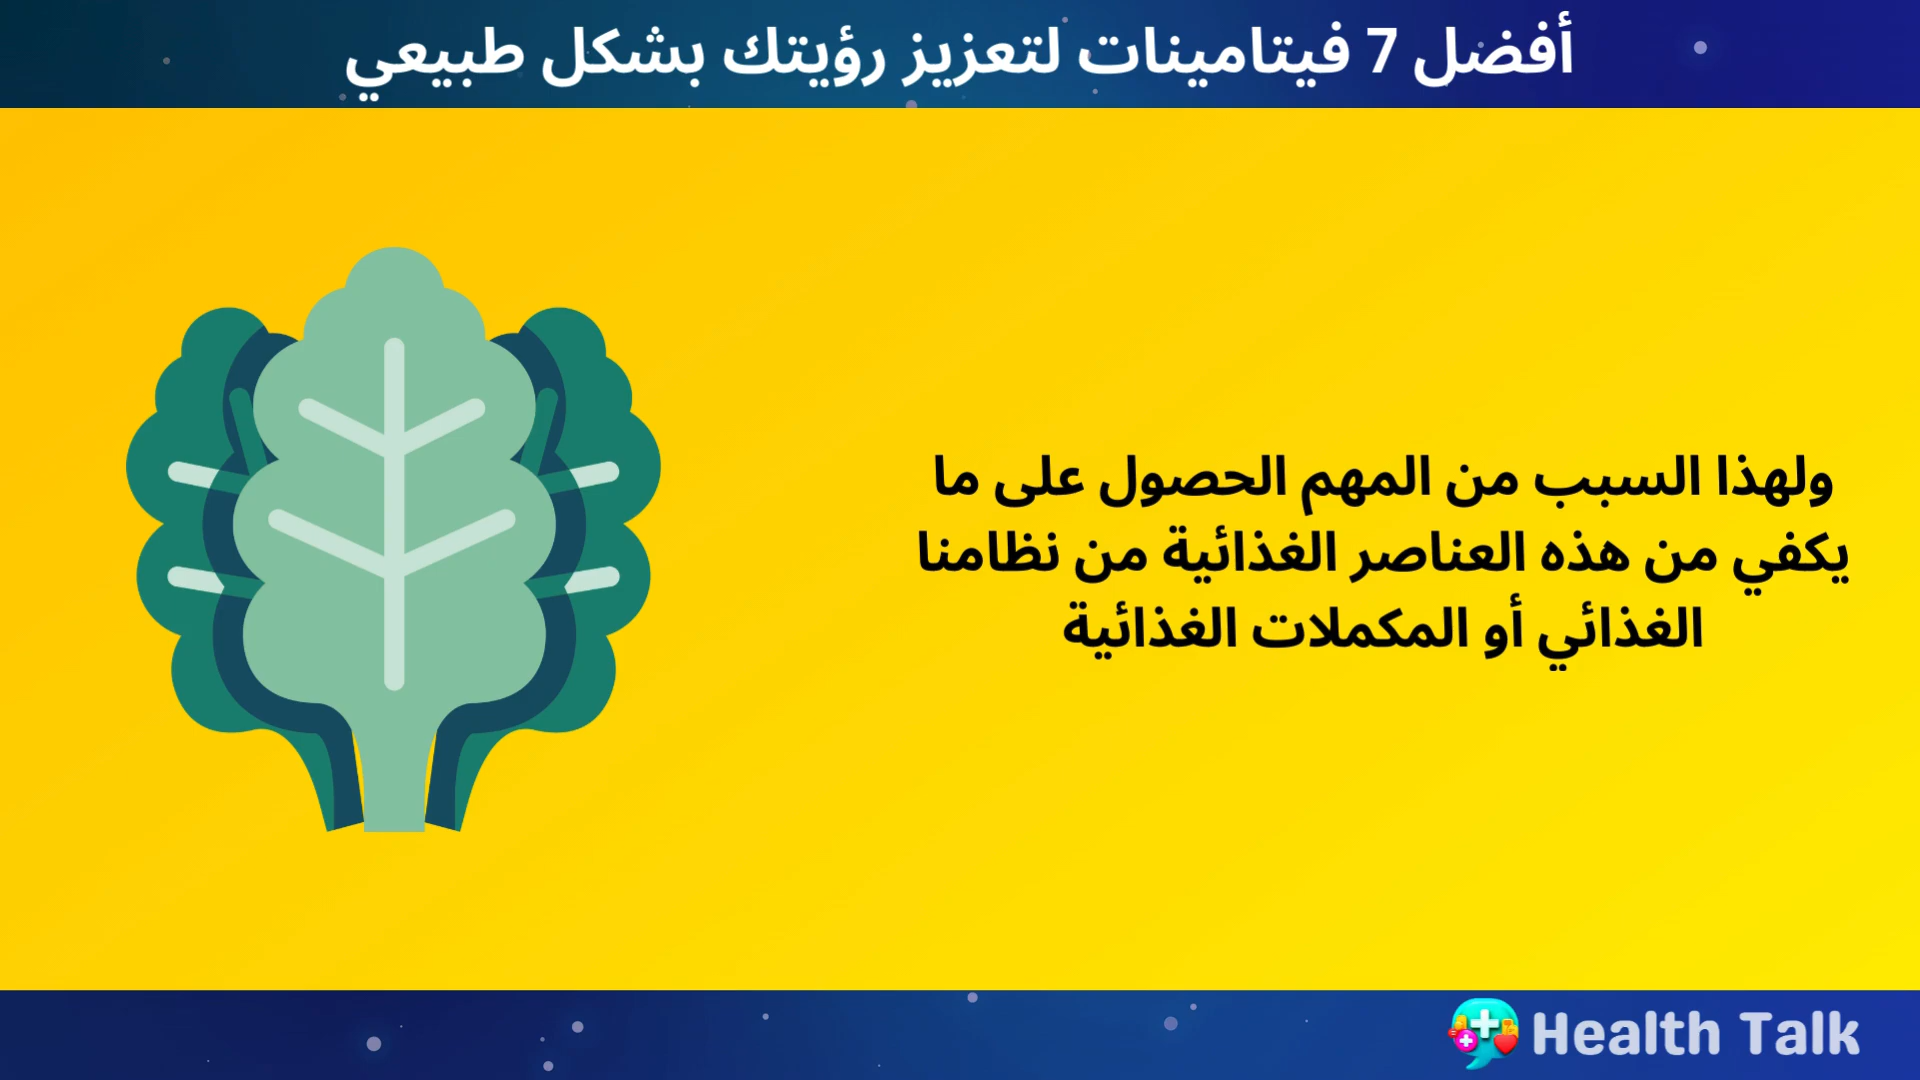 أفضل 7 فيتامينات لتعزيز رؤيتك بشكل طبيعي
ولهذا السبب من المهم الحصول على ما
يكفي من هذه العناصر الغذائية من نظامنا
الغذائي أو المكملات الغذائية
Health Talk